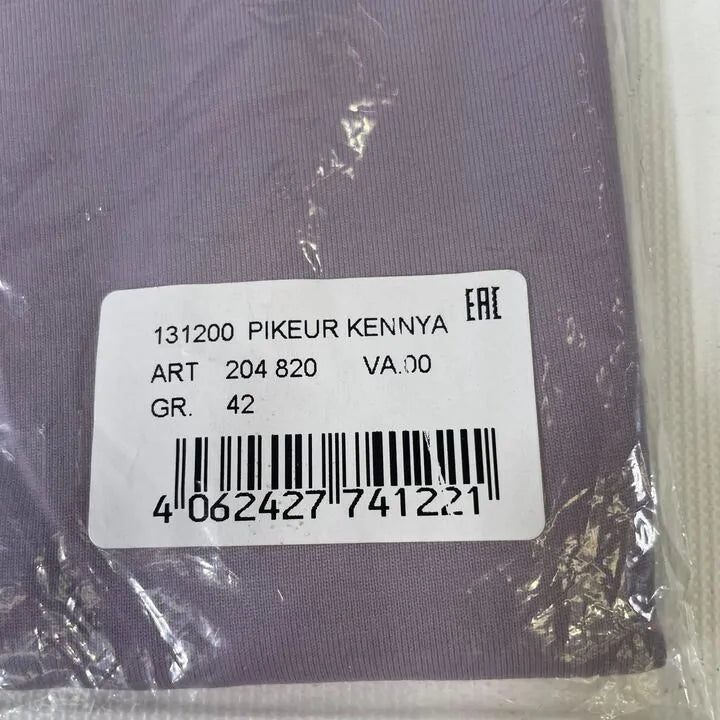 131200 PIKEUR KENNYA EAC
ART 204 820 VA.00
GR. 42
4 062427 741221